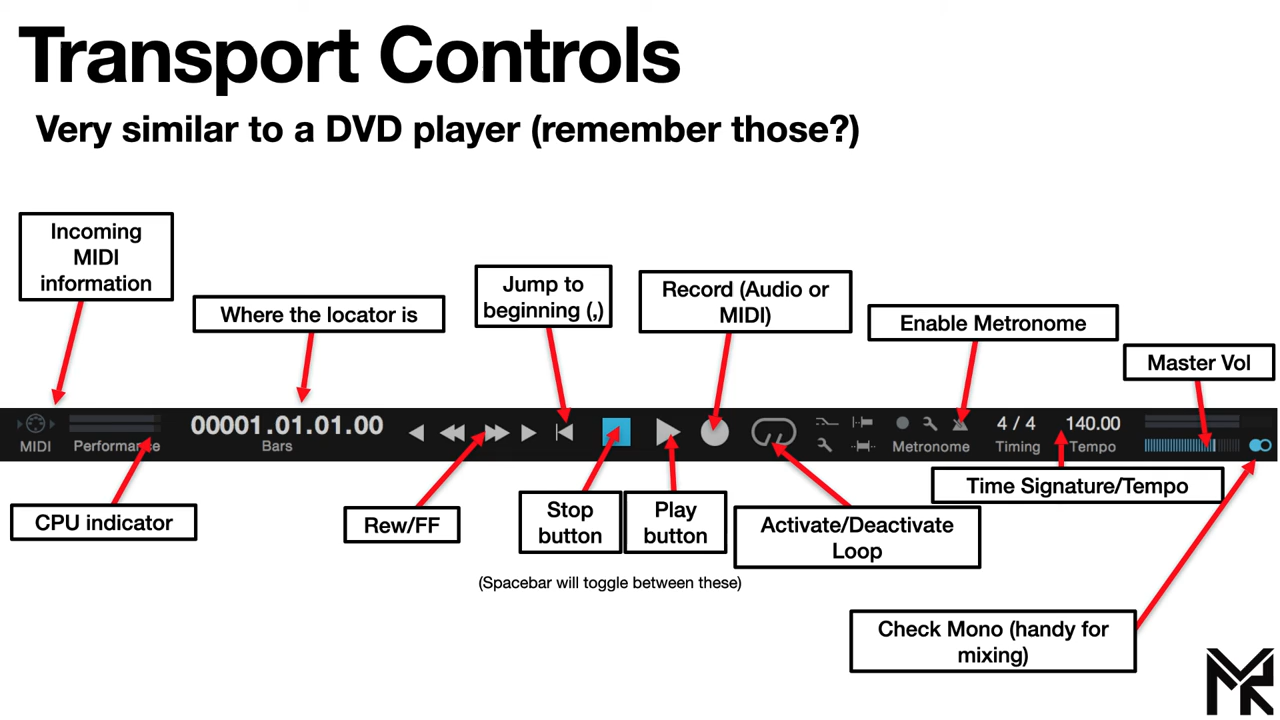 Transport Controls
Very similar to a DVD player (remember those?)
Incoming
MIDI
information
Where the locator is
Jump to
beginning (,)
Record (Audio or
MIDI)
Enable Metronome
Master Vol
MIDI
Performance
00001.01.01.00
Bars
Metronome
4 / 4
Timing
140.00
Tempo
CPU indicator
Rew/FF
Stop
button
Play
button
Activate/Deactivate
Loop
Time Signature/Tempo
(Spacebar will toggle between these)
Check Mono (handy for
mixing)